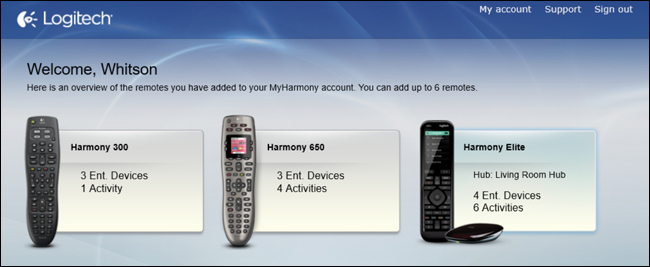 Logitech
My account Support Sign out
Welcome, Whitson
Here is an overview of the remotes you have added to your MyHarmony account. You can add up to 6 remotes.
Harmony 300
3 Ent. Devices
1 Activity
Harmony 650
3 Ent. Devices
4 Activities
Harmony Elite
Hub: Living Room Hub
4 Ent. Devices
6 Activities